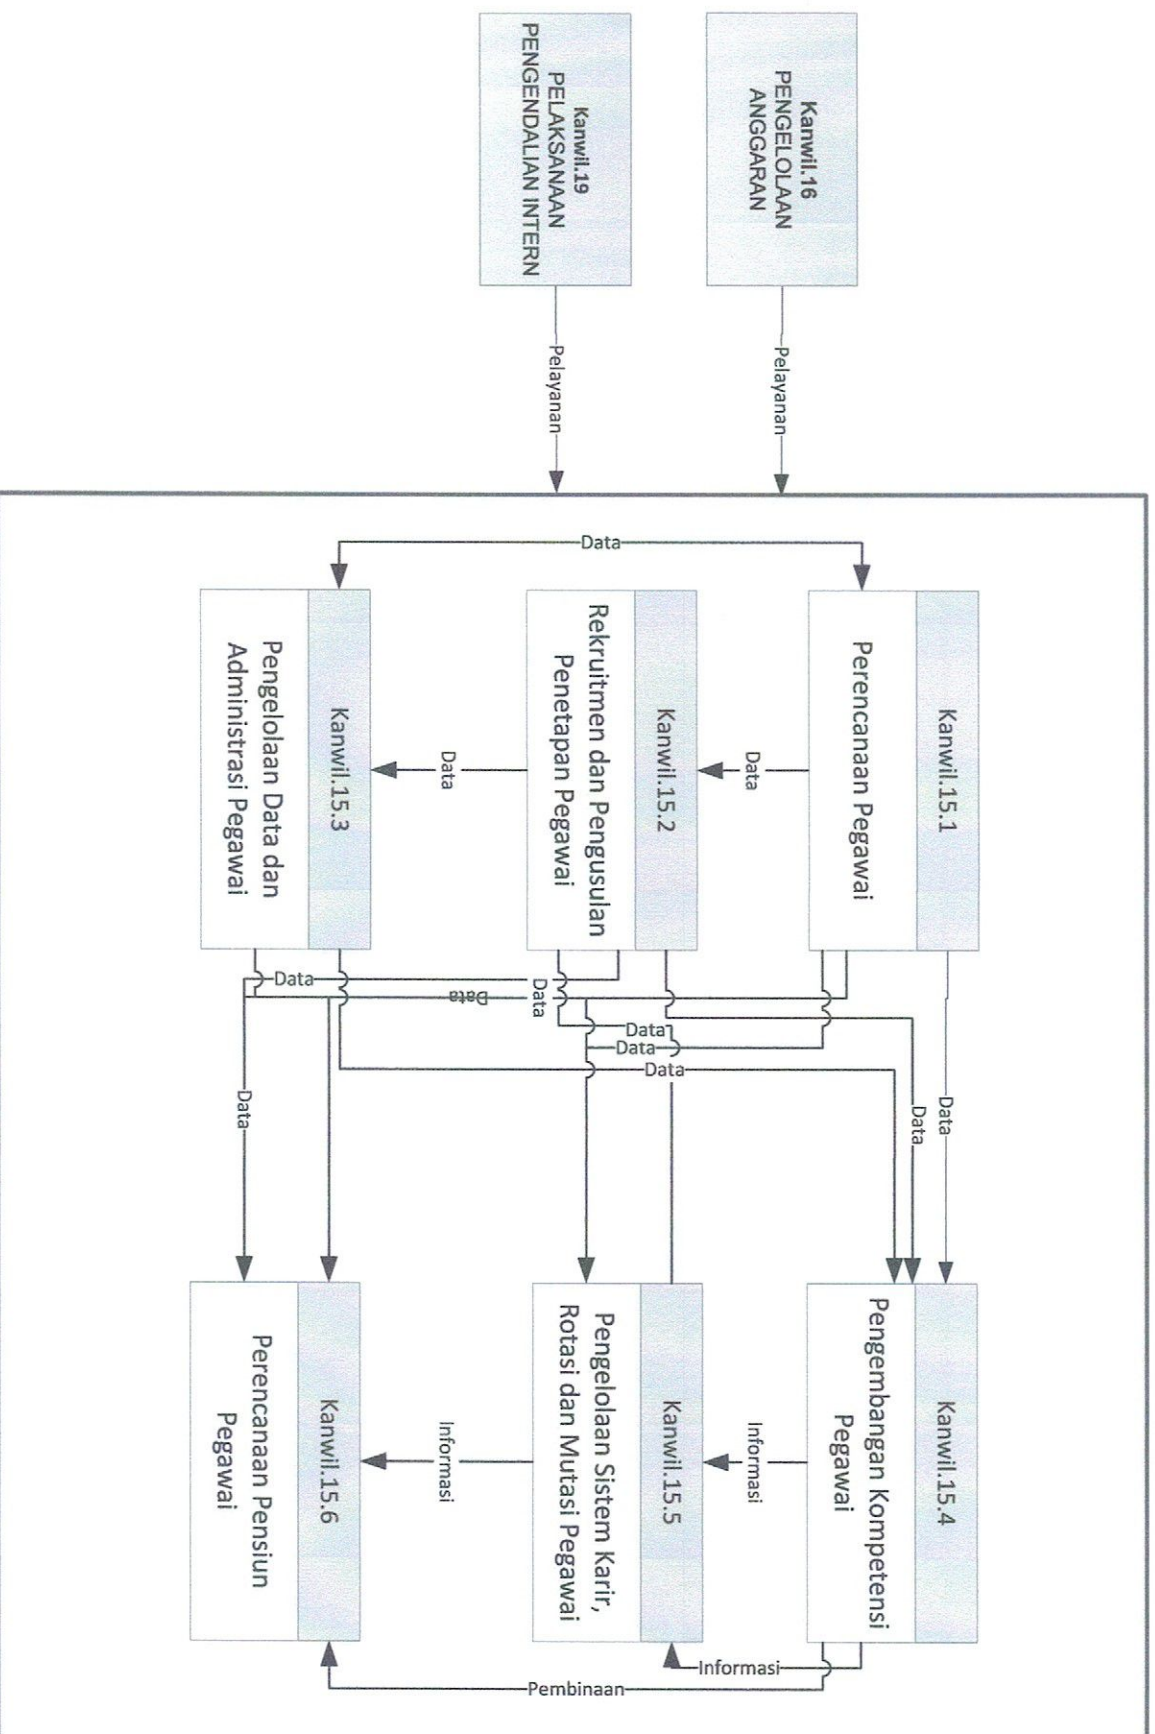 Kanwil.16
PENGELOLAAN
ANGGARAN
Kanwil.19
PELAKSANAAN
PENGENDALIAN INTERN
Pelayanan
Pelayanan
Data
Kanwil.15.1
Perencanaan Pegawai
Data
Kanwil.15.2
Rekruitmen dan Pengusulan
Penetapan Pegawai
Data
Kanwil.15.3
Pengelolaan Data dan
Administrasi Pegawai
Data
Data
Data
Data
Data
Data
Data
Data
Data
Kanwil.15.4
Pengembangan Kompetensi
Pegawai
Informasi
Kanwil.15.5
Pengelolaan Sistem Karir,
Rotasi dan Mutasi Pegawai
Informasi
Kanwil.15.6
Perencanaan Pensiun
Pegawai
Informasi
Pembinaan